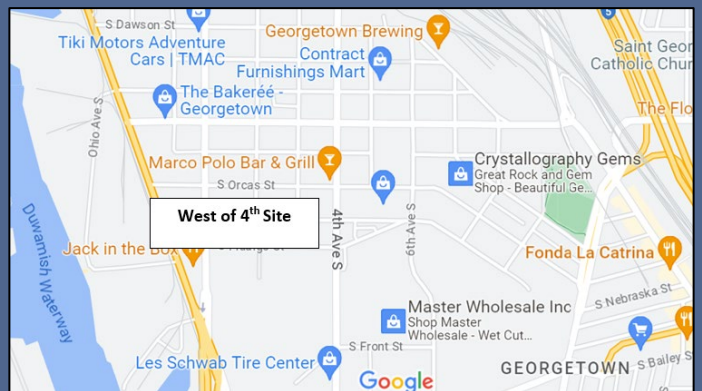 S Dawson St
Georgetown Brewing
Tiki Motors Adventure
Cars | TMAC
Contract
Furnishings Mart
5
Saint Geor
Catholic Chur
The Bakeréé -
Georgetown
The Flo
Ohio Ave S
Marco Polo Bar & Grill
Crystallography Gems
Great Rock and Gem
Shop - Beautiful Ge...
S Orcas St
West of 4th Site
4th Ave S
6th Ave S
Duwamish Waterway
Jack in the Box
Fonda La Catrina
S Nebraska St
Master Wholesale Inc
Shop Master
Wholesale - Wet Cut...
S Front St
Les Schwab Tire Center
Google
GEORGETOWN
S Bailey S